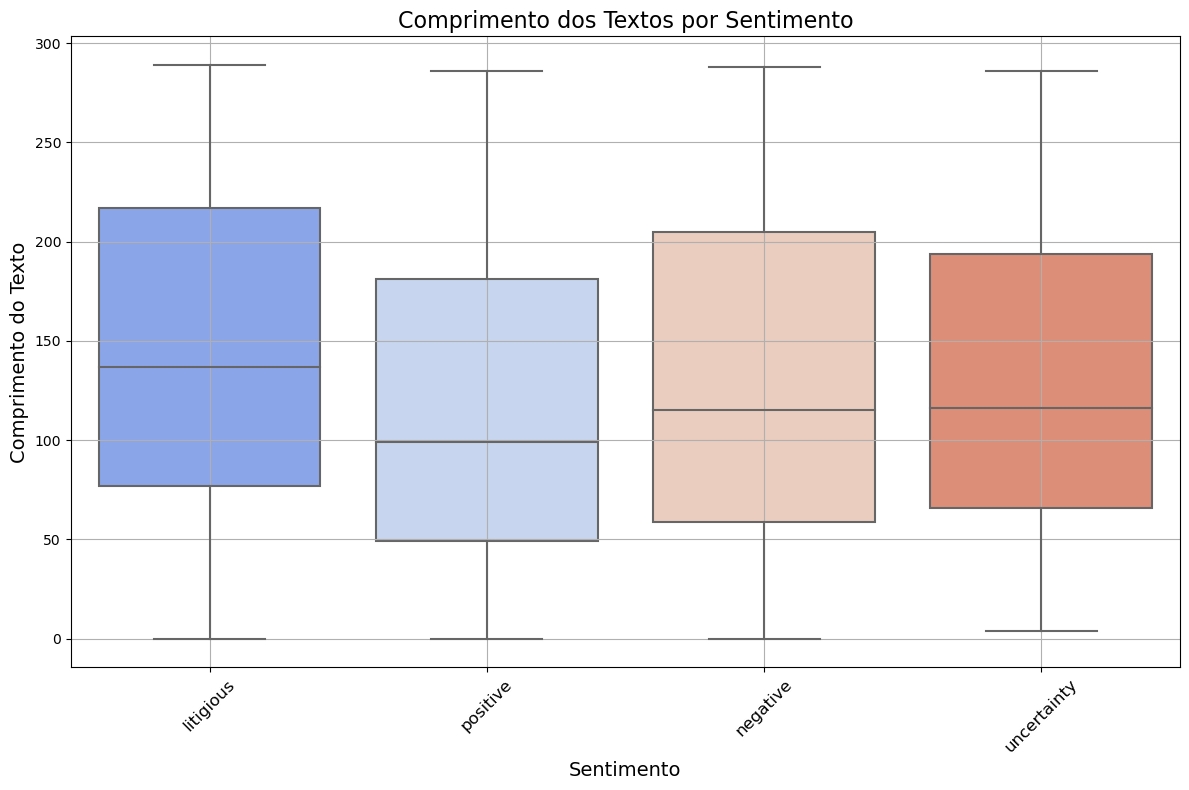 Comprimento dos Textos por Sentimento
Comprimento do Texto
300
250
200
150
100
50
0
litigious
positive
negative
uncertainty
Sentimento